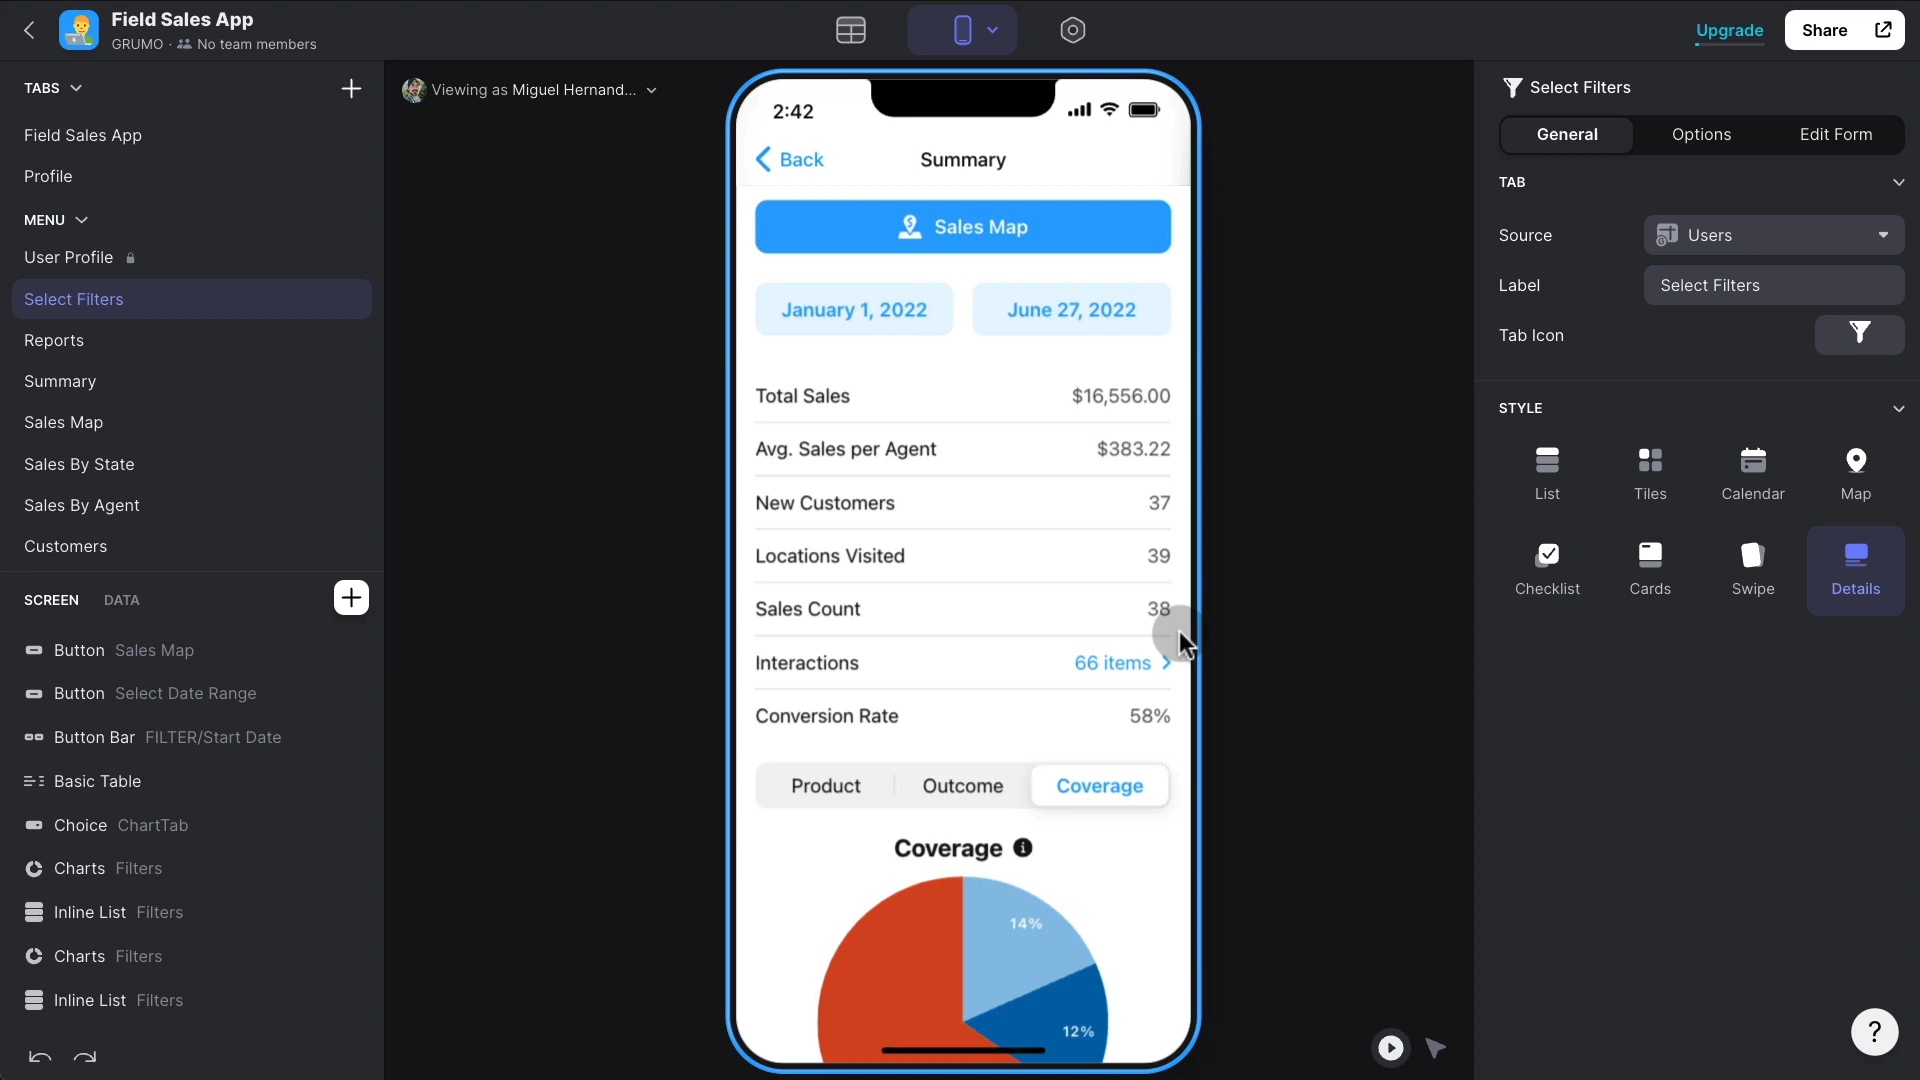 Field Sales App
GRUMO · No team members
Upgrade
Share
TABS
Field Sales App
Profile
MENU
User Profile
Select Filters
Reports
Summary
Sales Map
Sales By State
Sales By Agent
Customers
SCREEN DATA
Button Sales Map
Button Select Date Range
Button Bar FILTER/Start Date
Basic Table
Choice ChartTab
Charts Filters
Inline List Filters
Charts Filters
Inline List Filters
Viewing as Miguel Hernand...
2:42
Back
Summary
Sales Map
January 1, 2022
June 27, 2022
Total Sales $16,556.00
Avg. Sales per Agent $383.22
New Customers 37
Locations Visited 39
Sales Count 38
Interactions 66 items
Conversion Rate 58%
Product Outcome Coverage
Coverage
14%
12%
Select Filters
General Options Edit Form
TAB
Source Users
Label Select Filters
Tab Icon
STYLE
List Tiles Calendar Map
Checklist Cards Swipe Details
?